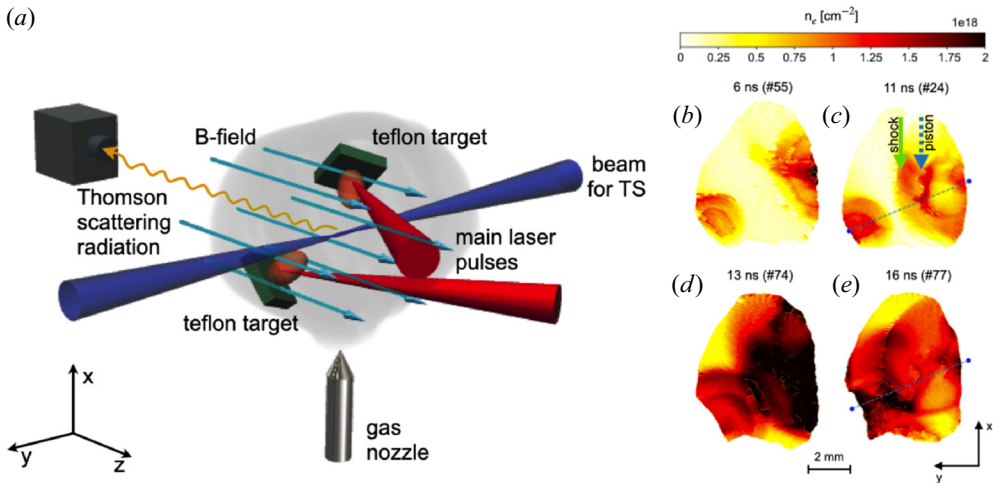 (a)
B-field
teflon target
beam
for TS
Thomson
scattering
radiation
main laser
pulses
teflon target
gas
nozzle
x
y
z
nₑ [cm⁻²]
1e18
0 0.25 0.5 0.75 1 1.25 1.5 1.75 2
6 ns (#55)
11 ns (#24)
(b)
(c)
shock
piston
13 ns (#74)
16 ns (#77)
(d)
(e)
2 mm
x
y